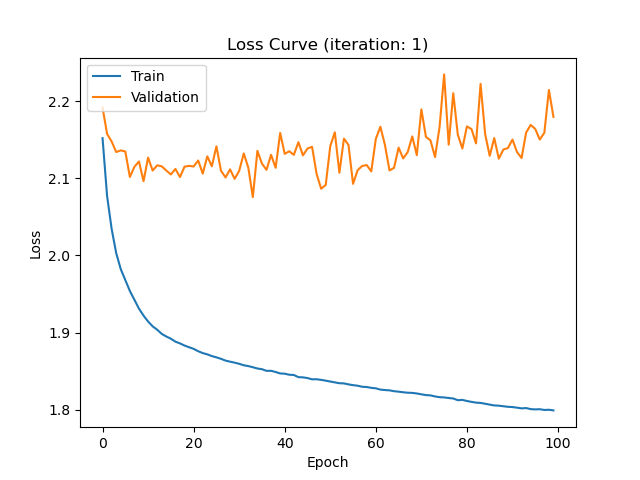 Loss Curve (iteration: 1)
Train
Validation
2.2
2.1
2.0
1.9
1.8
Loss
0
20
40
60
80
100
Epoch